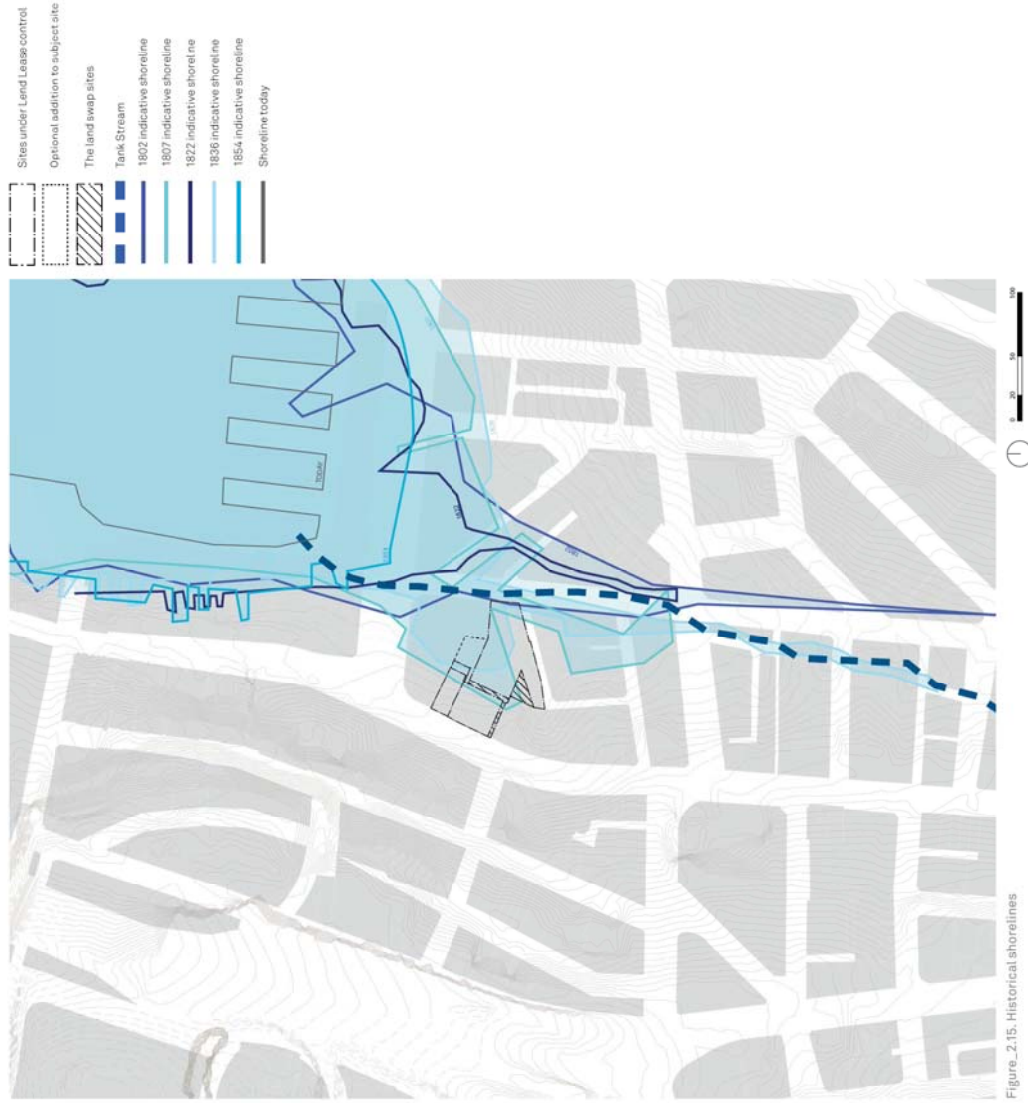 Sites under Lend Lease control
Optional addition to subject site
The land swap sites
Tank Stream
1802 indicative shoreline
1807 indicative shoreline
1822 indicative shorel ne
1836 indicative shoreline
1854 indicative shoreline
Shoreline today
TODAY
0 20 50 100
Figure_2.15. Historical shorelines